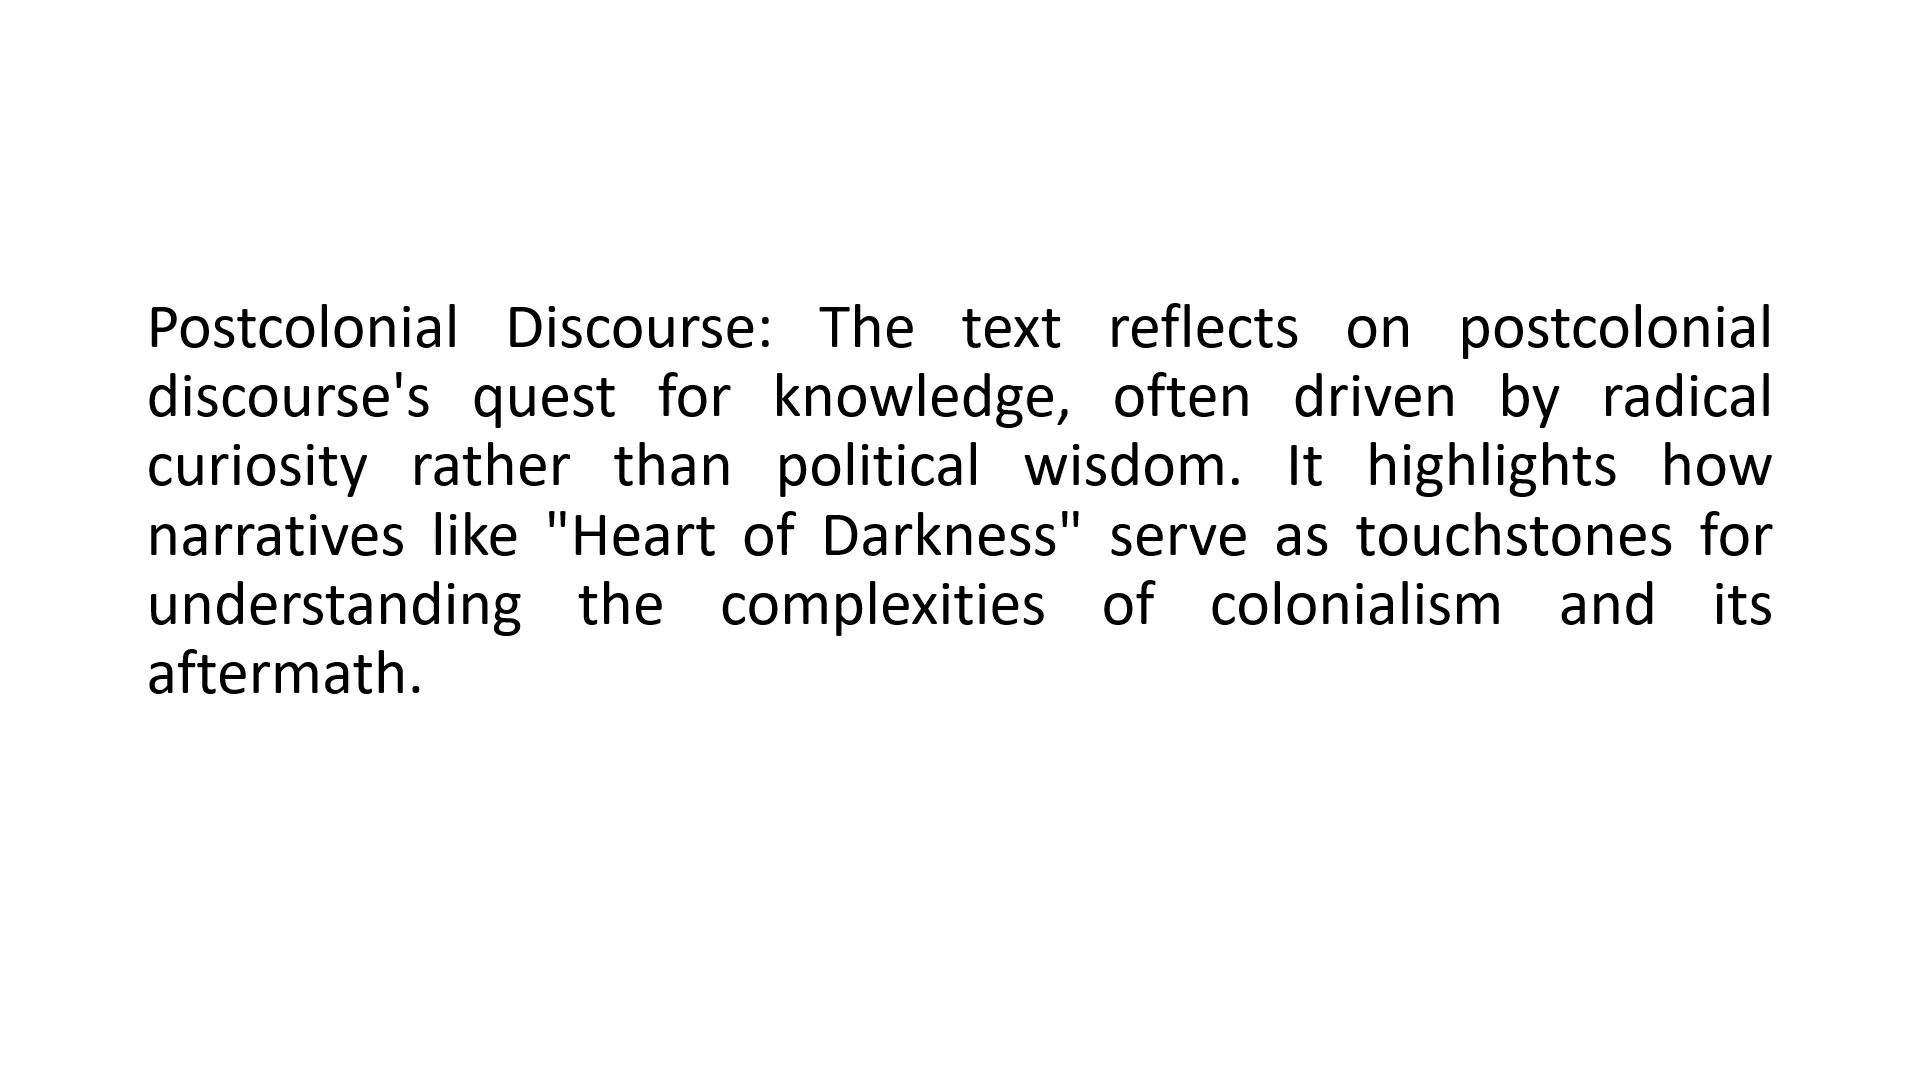 Postcolonial Discourse: The text reflects on postcolonial
discourse's quest for knowledge, often driven by radical
curiosity rather than political wisdom. It highlights how
narratives like "Heart of Darkness" serve as touchstones for
understanding the complexities of colonialism and its
aftermath.